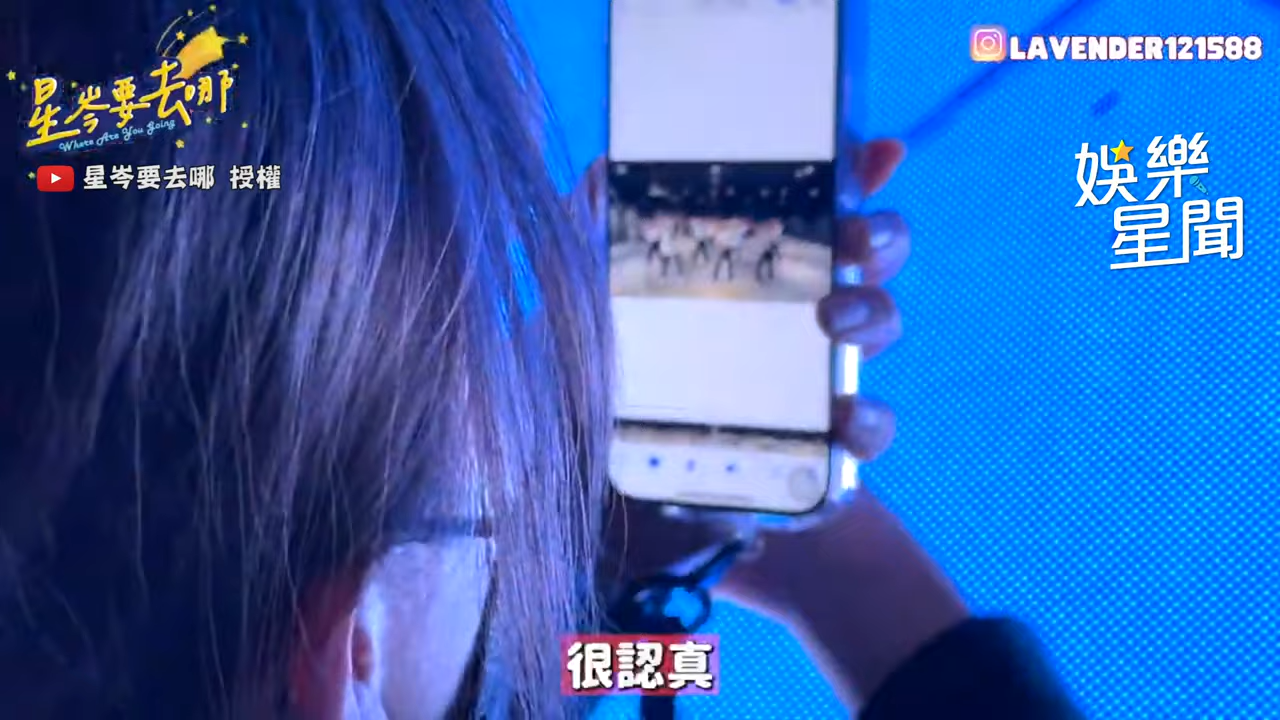 星岑要去哪
Where Are You Going
星岑要去哪 授權
LAVENDER121588
娛樂
星聞
很認真